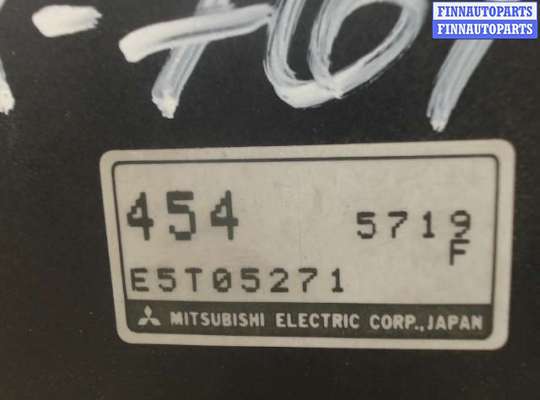 FINNAUTOPARTS
FINNAUTOPARTS
454 5719
F
E5T05271
MITSUBISHI ELECTRIC CORP., JAPAN